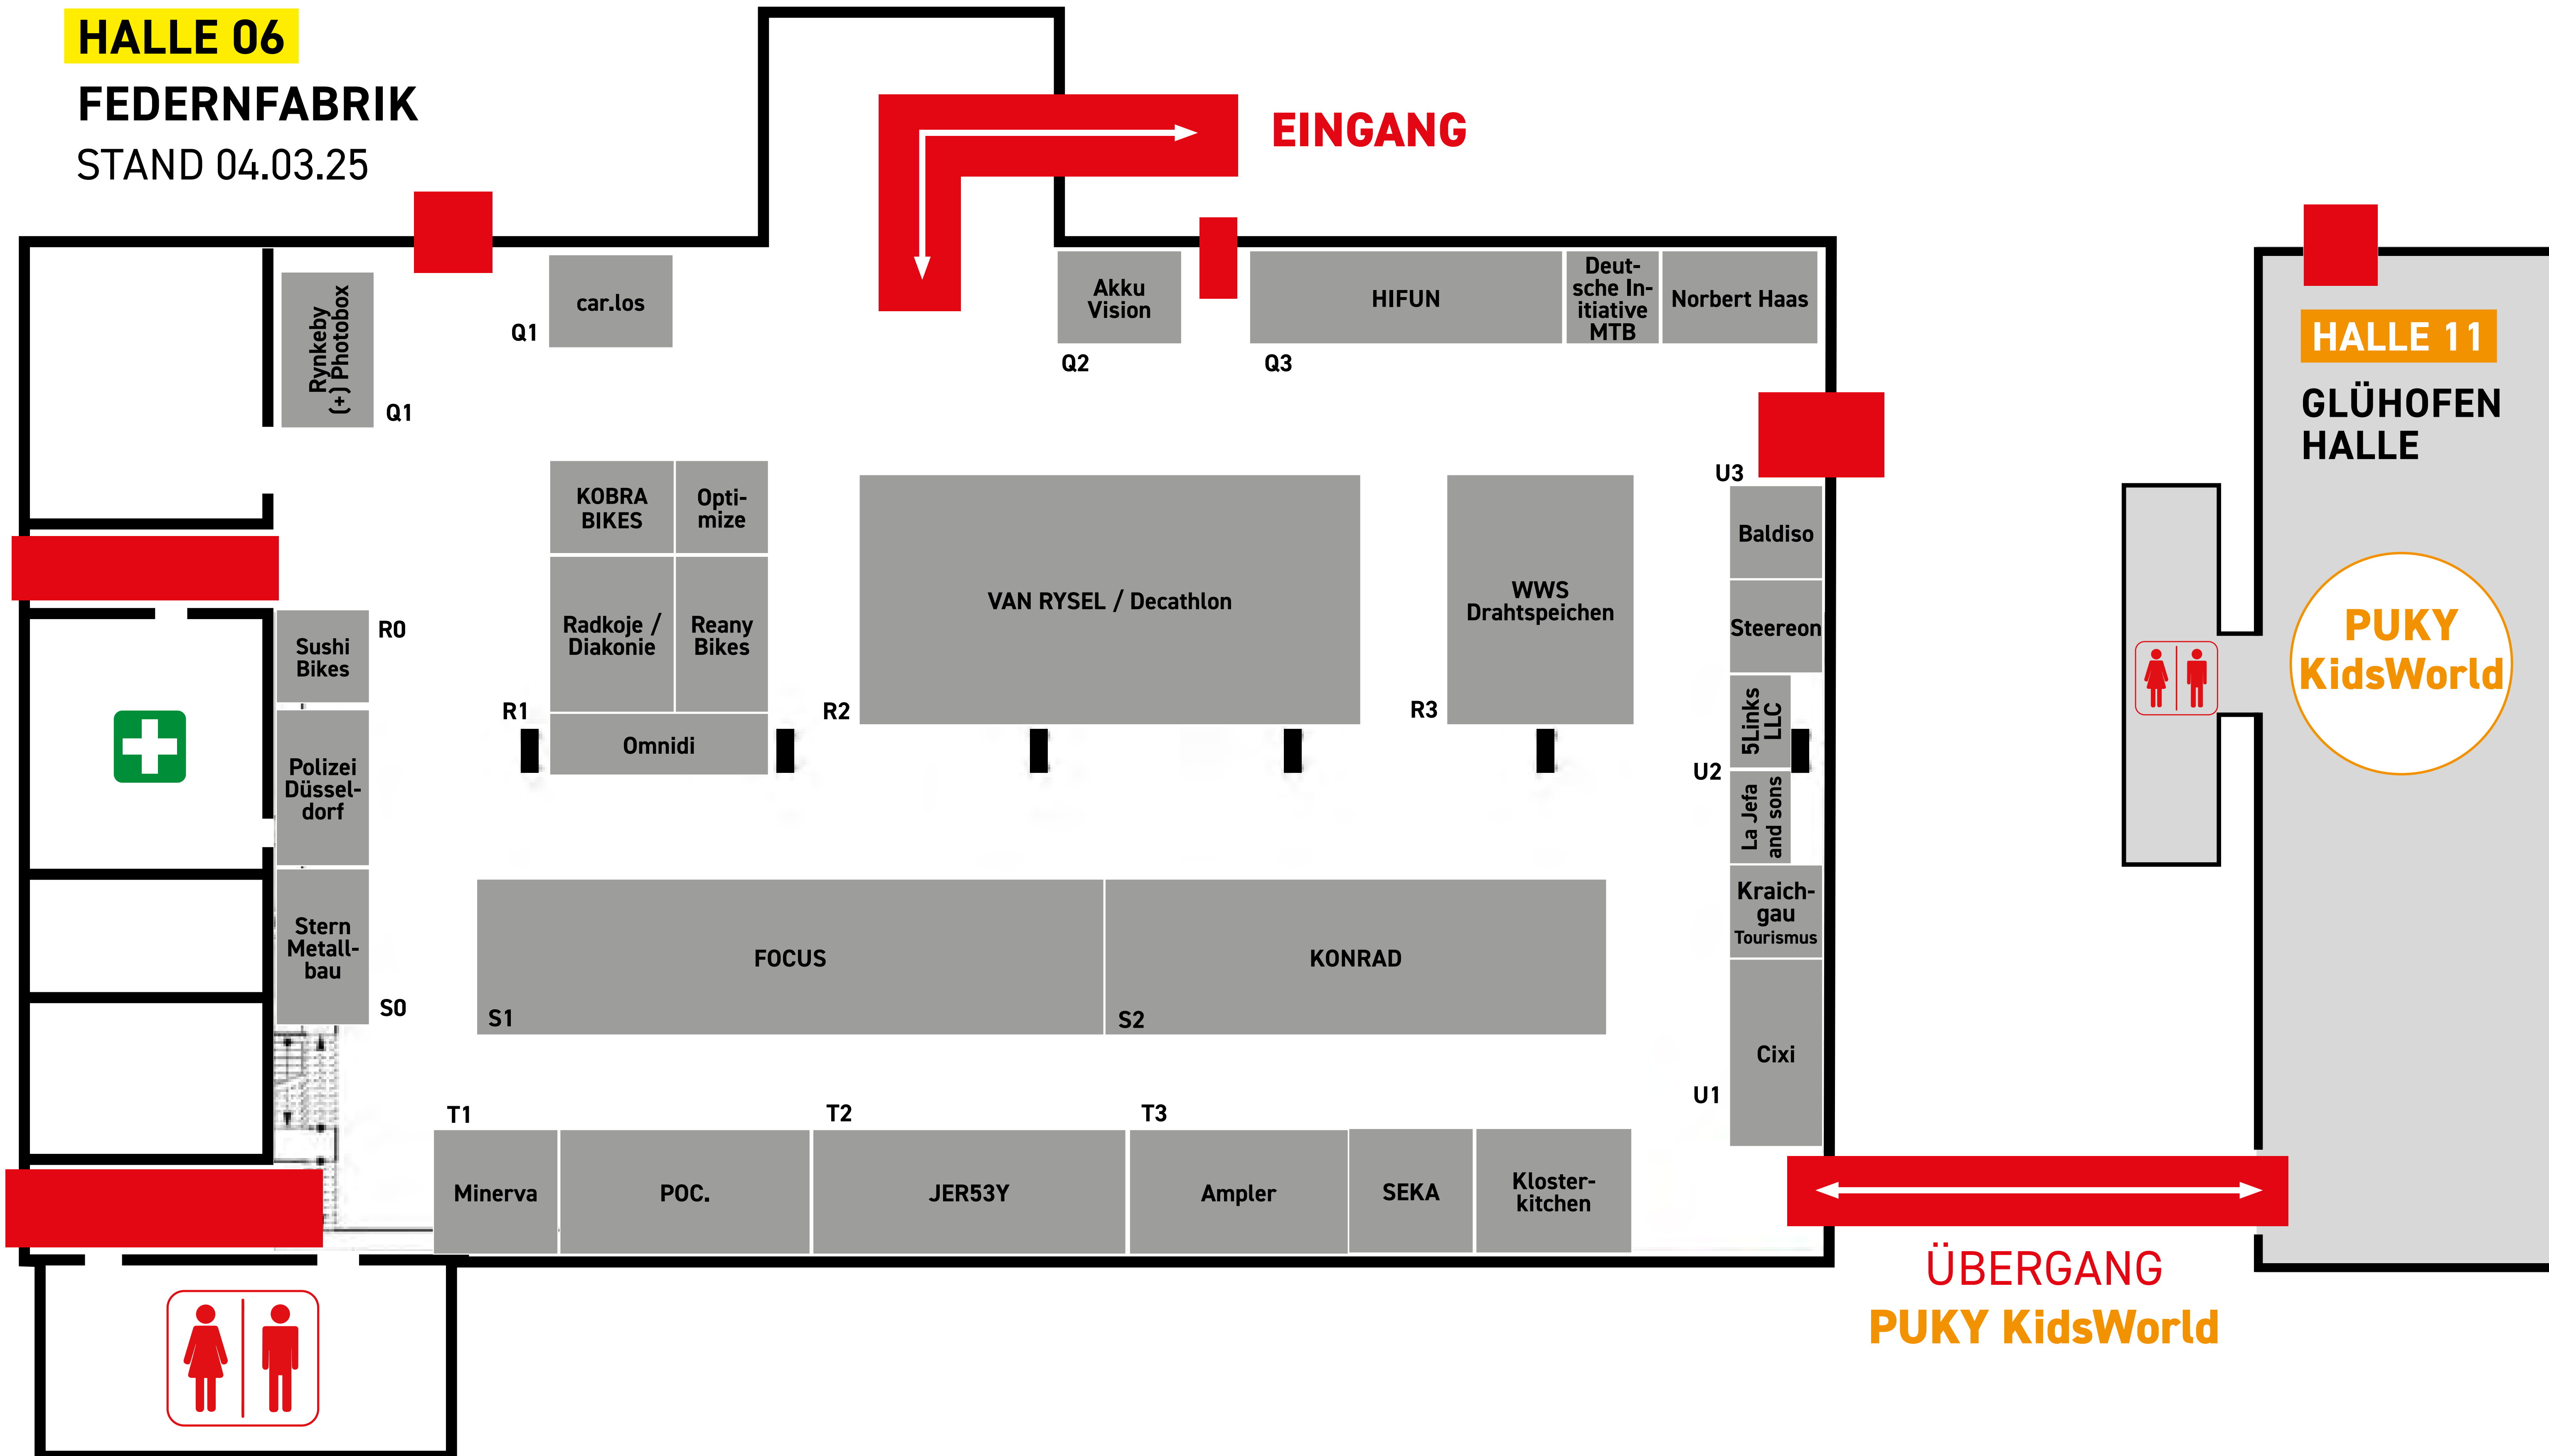 HALLE 06
FEDERNFABRIK
STAND 04.03.25
EINGANG
Rynkeby
(+) Photobox
Q1
car.los
Q1
Akku
Vision
Q2
HIFUN
Q3
Deut-
sche In-
itiative
MTB
Norbert Haas
HALLE 11
GLÜHOFEN
HALLE
PUKY
KidsWorld
KOBRA
BIKES
Opti-
mize
Radkoje /
Diakonie
Reany
Bikes
R1
Omnidi
VAN RYSEL / Decathlon
R2
WWS
Drahtspeichen
R3
U3
Baldiso
Steereon
5Links
LLC
U2
La Jefa
and sons
Kraich-
gau
Tourismus
Cixi
U1
Sushi
Bikes
R0
Polizei
Düssel-
dorf
Stern
Metall-
bau
S0
FOCUS
S1
KONRAD
S2
T1
Minerva
POC.
T2
JER53Y
T3
Ampler
SEKA
Kloster-
kitchen
ÜBERGANG
PUKY KidsWorld